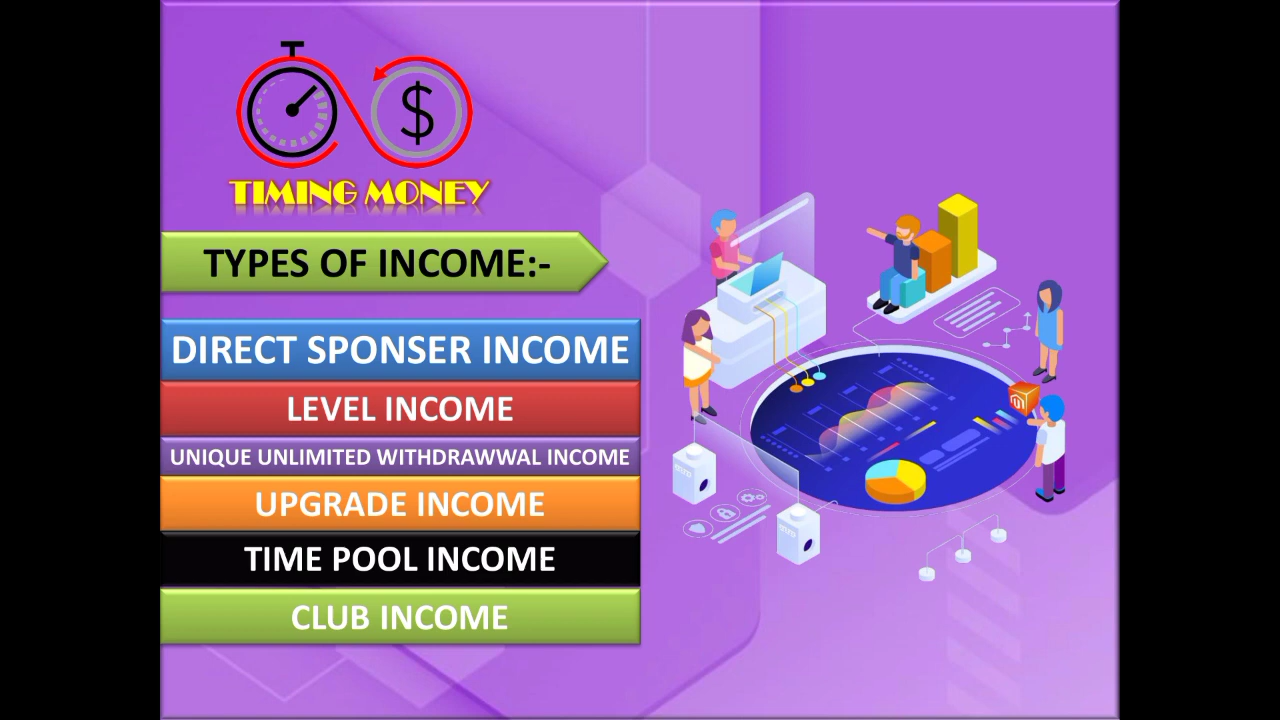 $
TIMING MONEY
TYPES OF INCOME:-
DIRECT SPONSER INCOME
LEVEL INCOME
UNIQUE UNLIMITED WITHDRAWWAL INCOME
UPGRADE INCOME
TIME POOL INCOME
CLUB INCOME